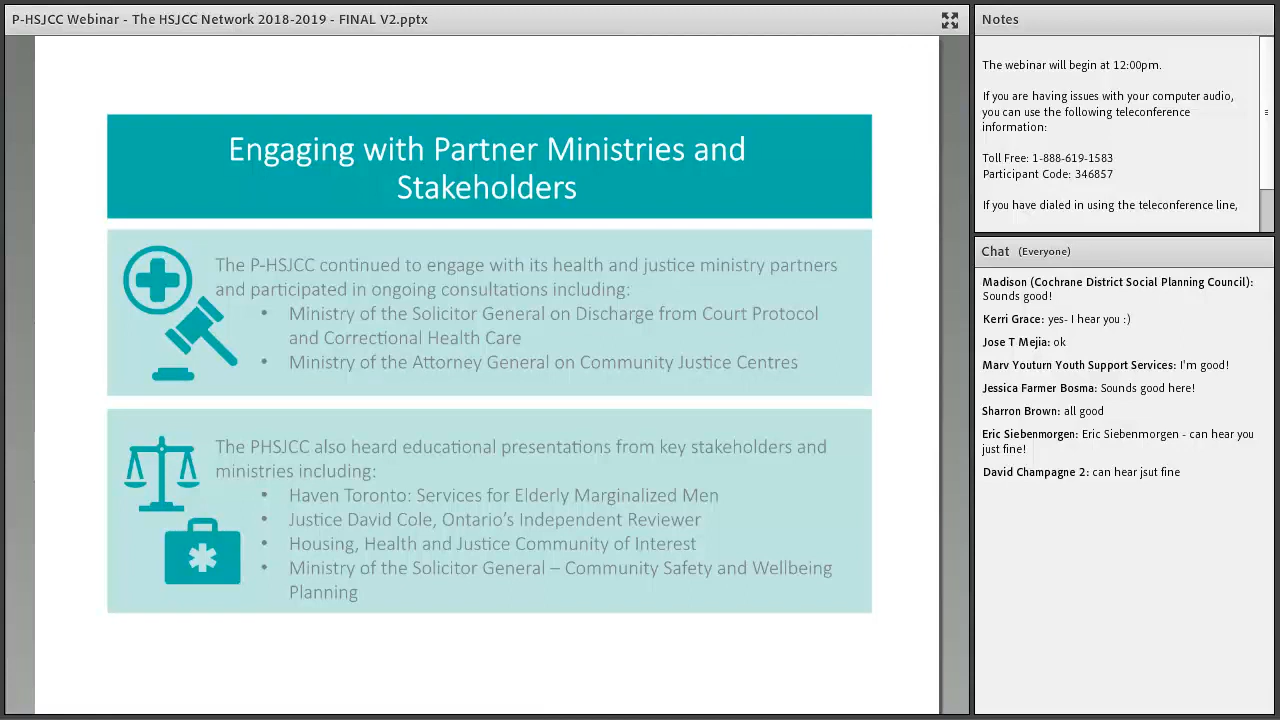 P-HSJCC Webinar - The HSJCC Network 2018-2019 - FINAL V2.pptx
Engaging with Partner Ministries and
Stakeholders
The P-HSJCC continued to engage with its health and justice ministry partners
and participated in ongoing consultations including:
• Ministry of the Solicitor General on Discharge from Court Protocol
and Correctional Health Care
• Ministry of the Attorney General on Community Justice Centres
The PHSJCC also heard educational presentations from key stakeholders and
ministries including:
• Haven Toronto: Services for Elderly Marginalized Men
• Justice David Cole, Ontario's Independent Reviewer
• Housing, Health and Justice Community of Interest
• Ministry of the Solicitor General – Community Safety and Wellbeing
Planning
Notes
The webinar will begin at 12:00pm.
If you are having issues with your computer audio,
you can use the following teleconference
information:
Toll Free: 1-888-619-1583
Participant Code: 346857
If you have dialed in using the teleconference line,
Chat (Everyone)
Madison (Cochrane District Social Planning Council):
Sounds good!
Kerri Grace: yes- I hear you :)
Jose T Mejia: ok
Marv Youturn Youth Support Services: I'm good!
Jessica Farmer Bosma: Sounds good here!
Sharron Brown: all good
Eric Siebenmorgen: Eric Siebenmorgen - can hear you
just fine!
David Champagne 2: can hear jsut fine